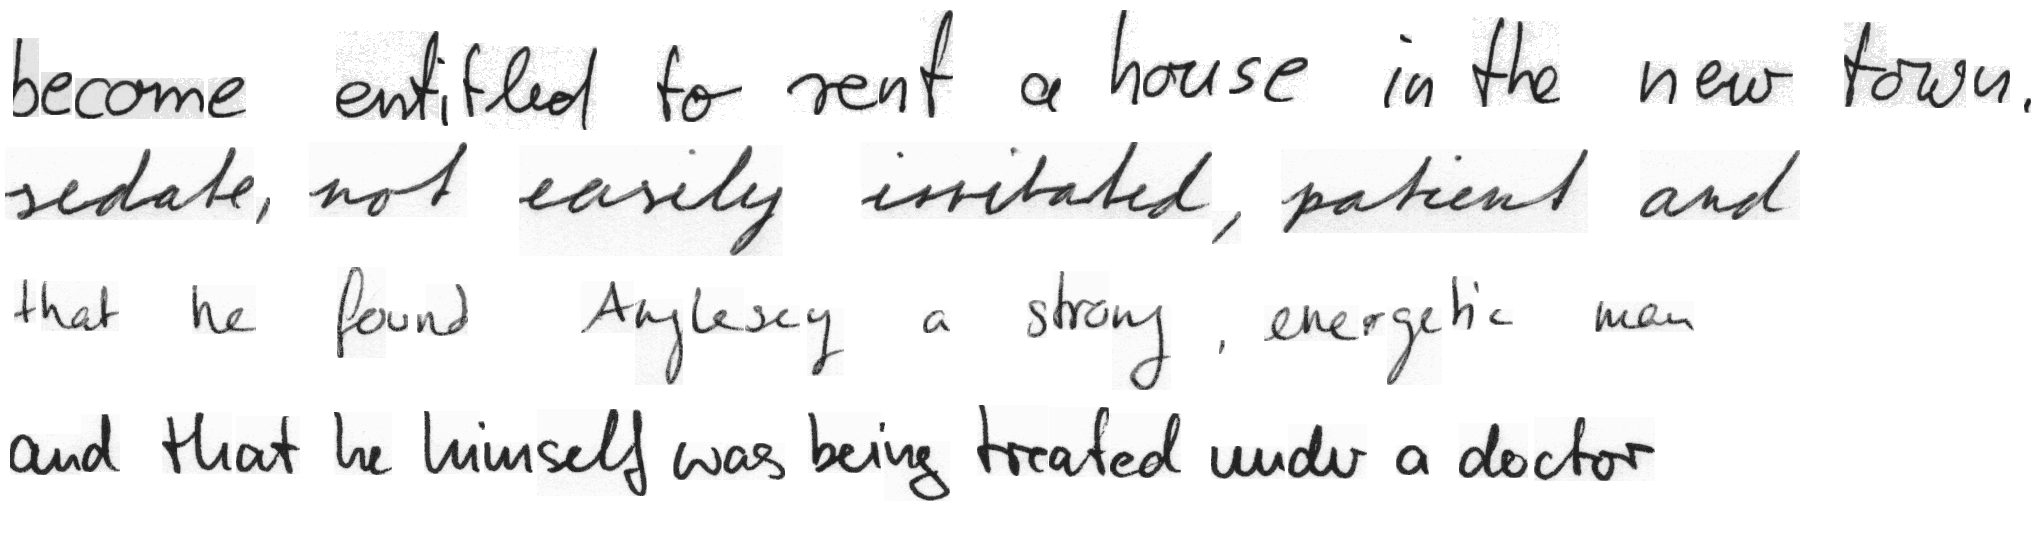 become entitled to rent a house in the new town.
sedate, not easily irritated, patient and
that he found Anglesey a strong, energetic man
and that he himself was being treated under a doctor